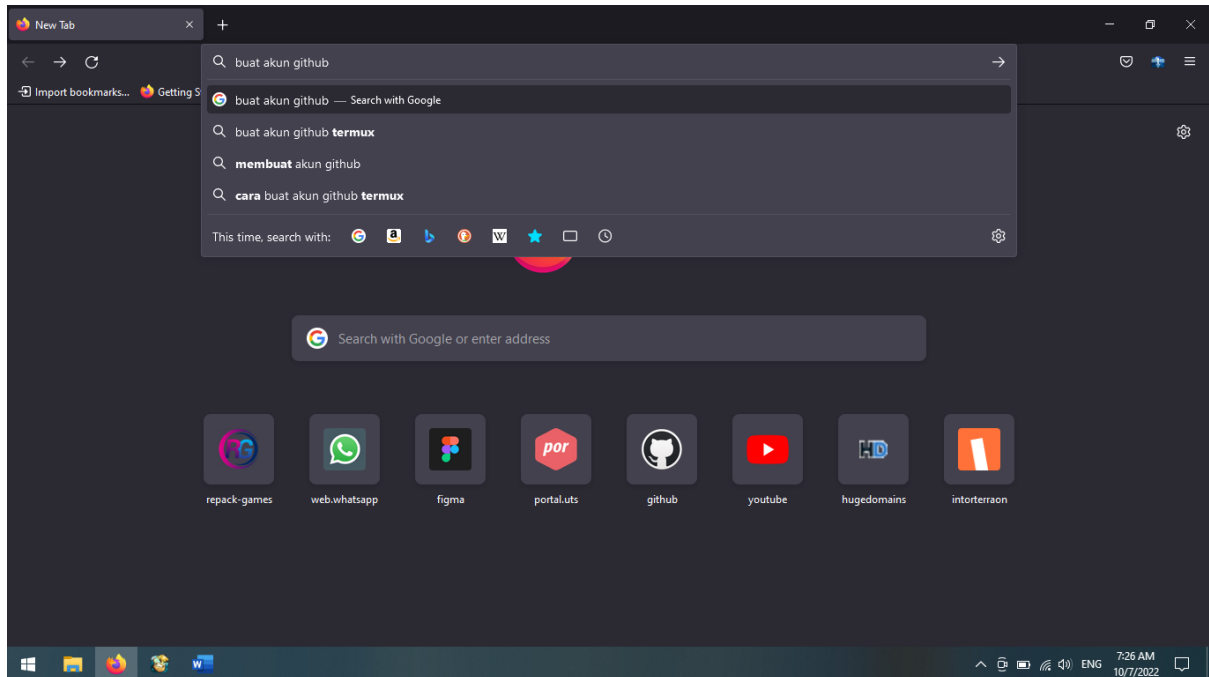 New Tab
buat akun github
Import bookmarks... Getting S
buat akun github — Search with Google
buat akun github termux
membuat akun github
cara buat akun github termux
This time, search with:
Search with Google or enter address
por
repack-games web.whatsapp figma portal.uts github youtube hugedomains intorterraon
ENG
7:26 AM
10/7/2022